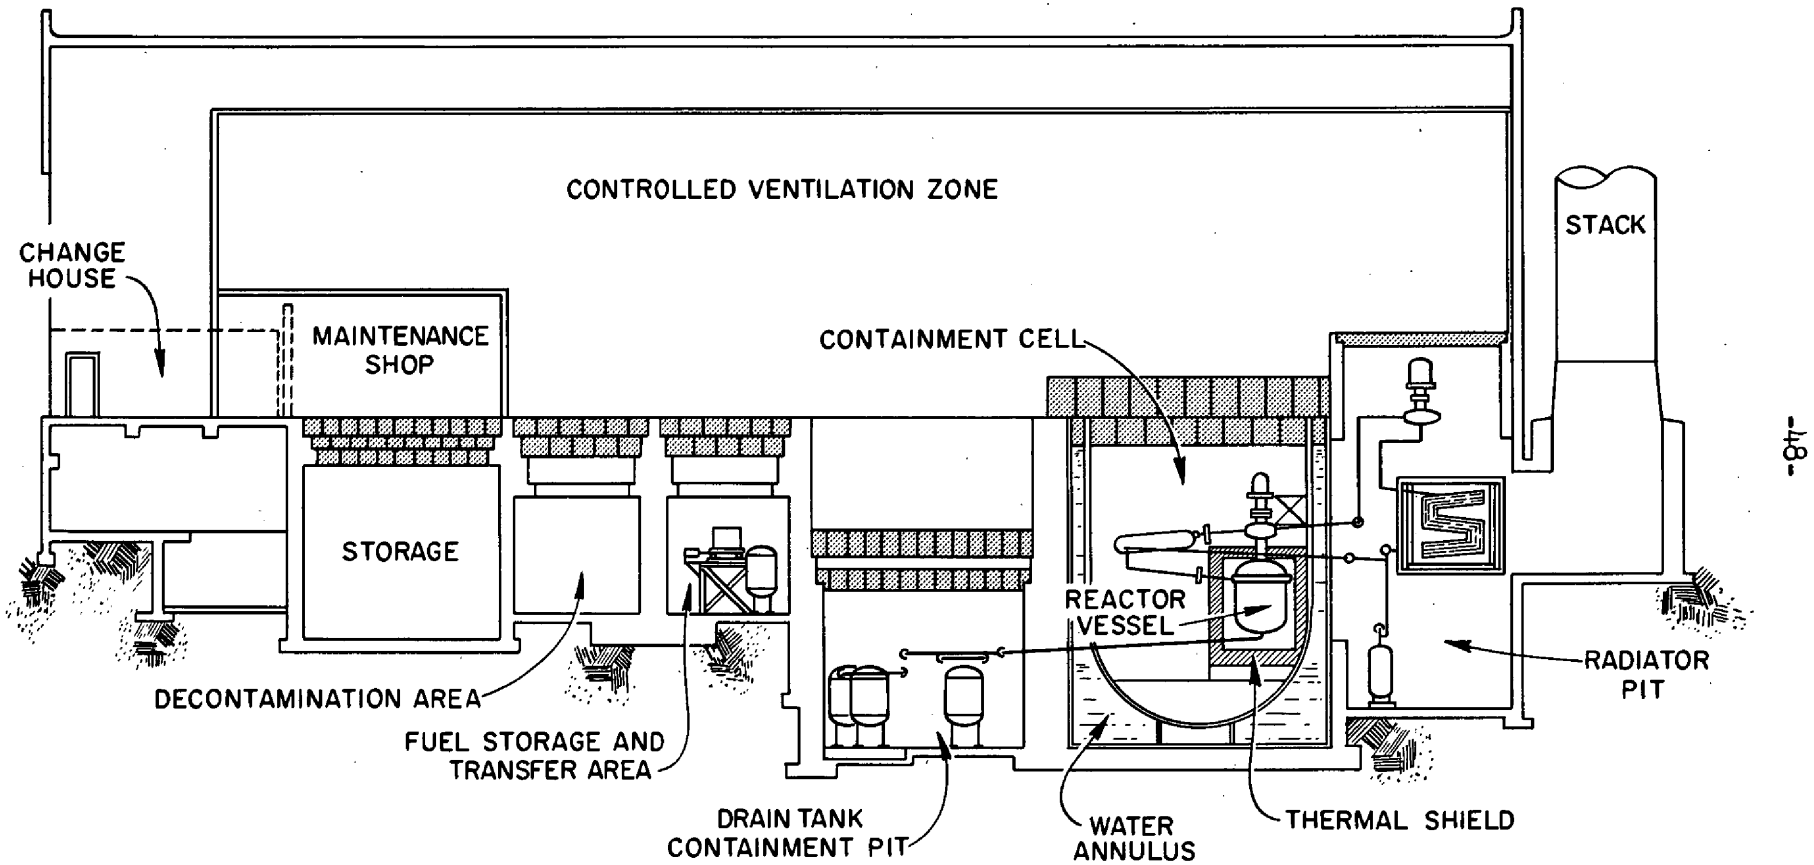 CONTROLLED VENTILATION ZONE
STACK
CHANGE
HOUSE
MAINTENANCE
SHOP
CONTAINMENT CELL
-48-
STORAGE
REACTOR
VESSEL
RADIATOR
PIT
DECONTAMINATION AREA
FUEL STORAGE AND
TRANSFER AREA
DRAIN TANK
CONTAINMENT PIT
WATER
ANNULUS
THERMAL SHIELD